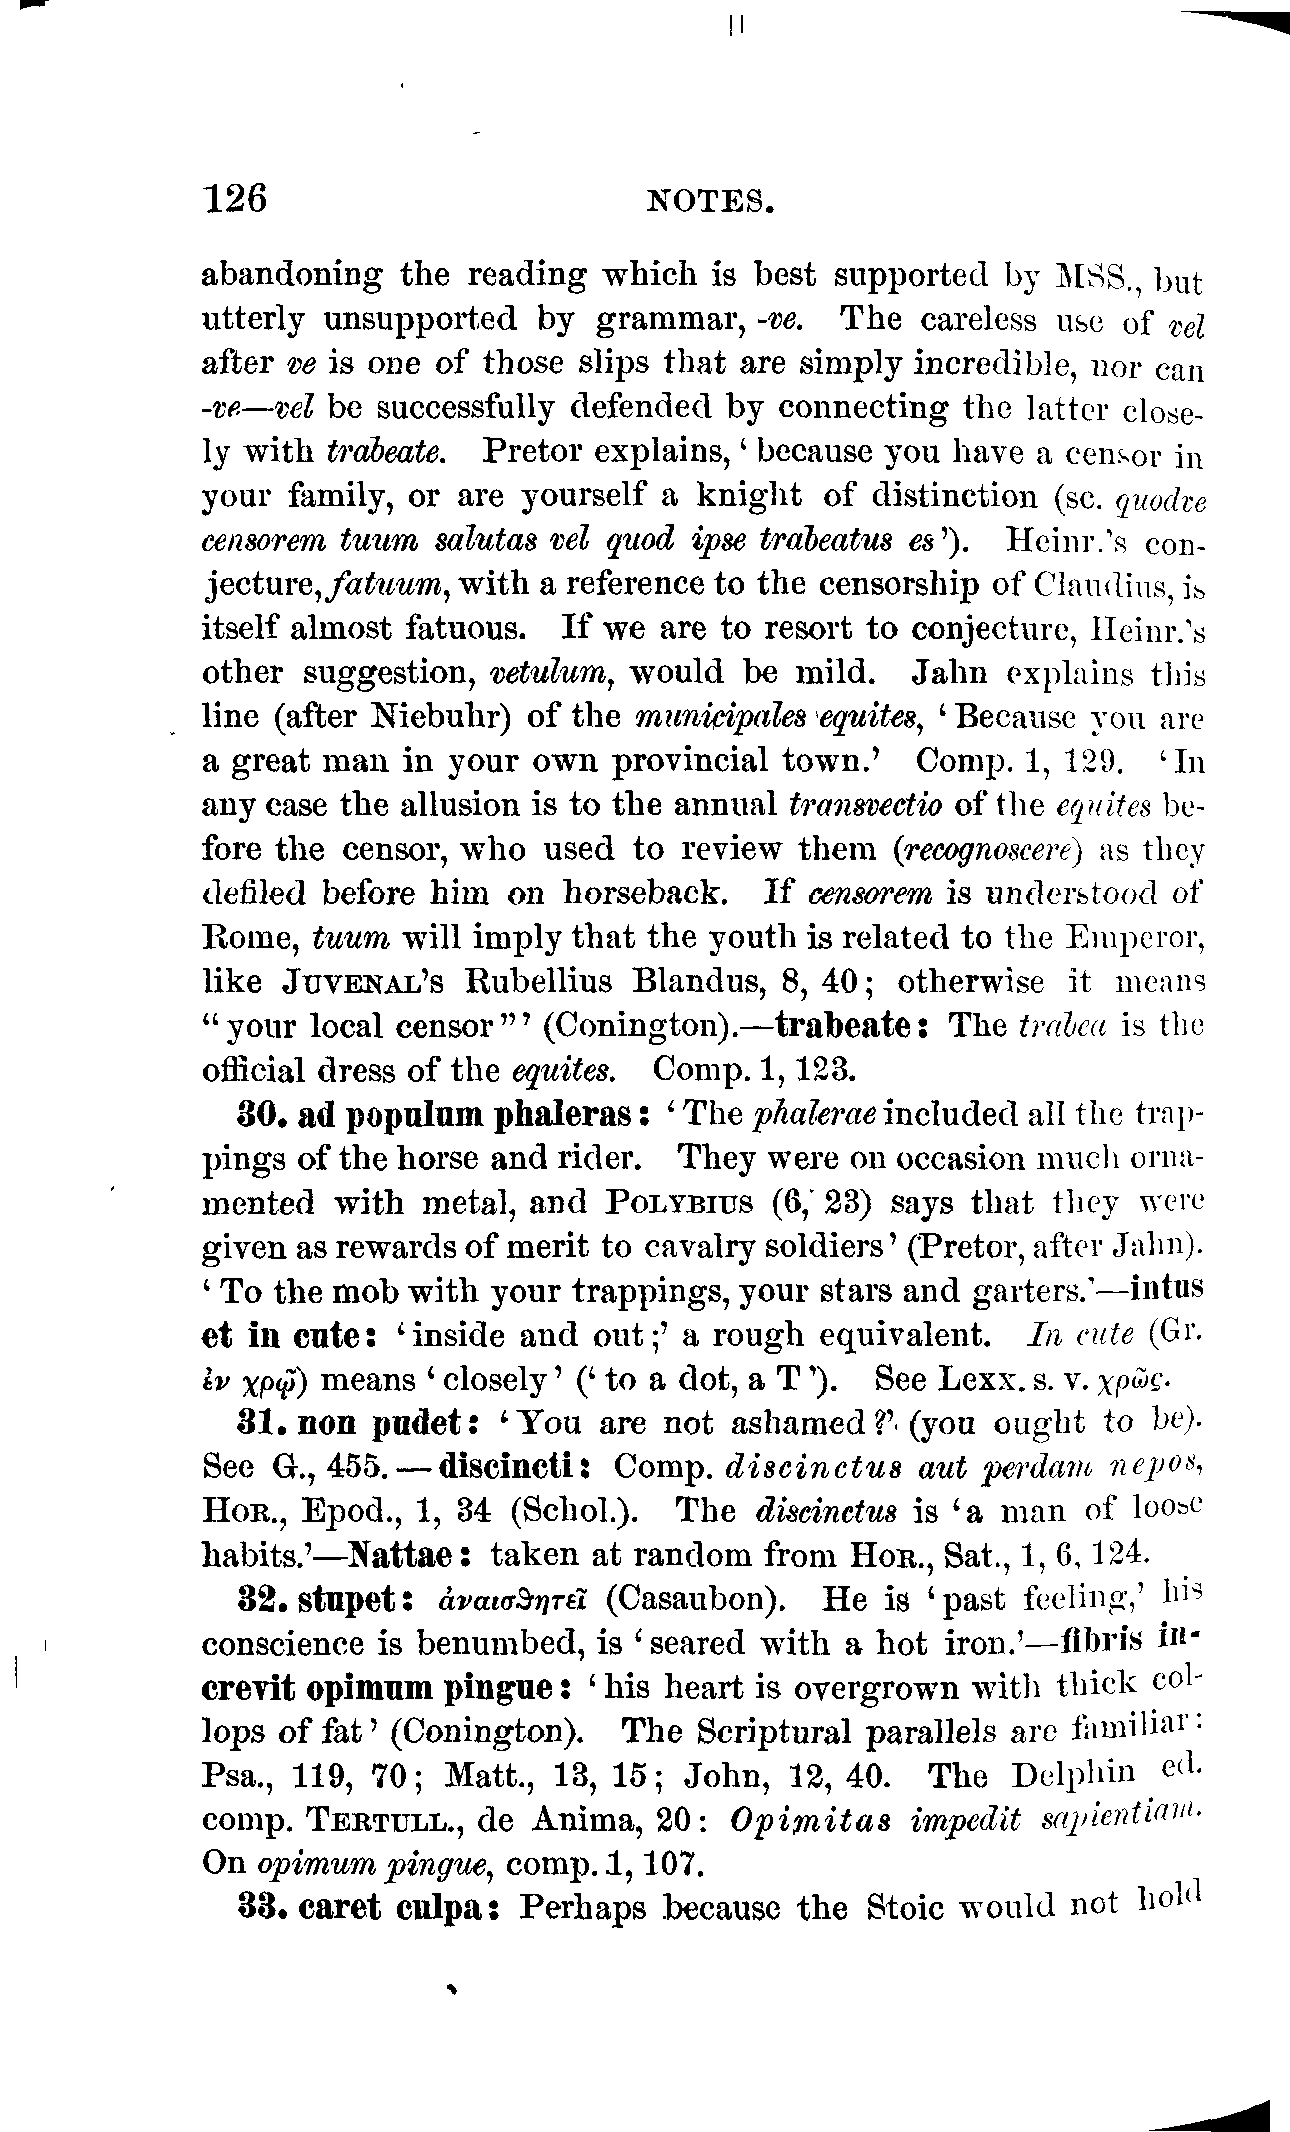 126 NOTES.
abandoning the reading which is best supported by MSS., but
utterly unsupported by grammar, -ve. The careless use of vel
after ve is one of those slips that are simply incredible, nor can
-ve—vel be successfully defended by connecting the latter close-
ly with trabeate. Pretor explains, ‘because you have a censor in
your family, or are yourself a knight of distinction (sc. quodve
censorem tuum salutas vel quod ipse trabeatus es’). Heinr.’s con-
jecture, fatuum, with a reference to the censorship of Claudius, is
itself almost fatuous. If we are to resort to conjecture, Heinr.’s
other suggestion, vetulum, would be mild. Jahn explains this
line (after Niebuhr) of the municipales equites, ‘Because you are
a great man in your own provincial town.’ Comp. 1, 129. ‘In
any case the allusion is to the annual transvectio of the equites be-
fore the censor, who used to review them (recognoscere) as they
defiled before him on horseback. If censorem is understood of
Rome, tuum will imply that the youth is related to the Emperor,
like JUVENAL’S Rubellius Blandus, 8, 40; otherwise it means
“your local censor”’ (Conington).—trabeate: The trabea is the
official dress of the equites. Comp. 1, 123.
30. ad populum phaleras: ‘The phalerae included all the trap-
pings of the horse and rider. They were on occasion much orna-
mented with metal, and POLYBIUS (6, 23) says that they were
given as rewards of merit to cavalry soldiers’ (Pretor, after Jahn).
‘To the mob with your trappings, your stars and garters.’—intus
et in cute: ‘inside and out;’ a rough equivalent. In cute (Gr.
ἐν χρῷ) means ‘closely’ (‘to a dot, a T’). See Lexx. s. v. χρῶς.
31. non pudet: ‘You are not ashamed?’ (you ought to be).
See G., 455.—discincti: Comp. discinctus aut perdam nepos,
HOR., Epod., 1, 34 (Schol.). The discinctus is ‘a man of loose
habits.’—Nattae: taken at random from HOR., Sat., 1, 6, 124.
32. stupet: ἀναισϑητεῖ (Casaubon). He is ‘past feeling,’ his
conscience is benumbed, is ‘seared with a hot iron.’—fibris in-
crevit opimum pingue: ‘his heart is overgrown with thick col-
lops of fat’ (Conington). The Scriptural parallels are familiar:
Psa., 119, 70; Matt., 13, 15; John, 12, 40. The Delphin ed.
comp. TERTULL., de Anima, 20: Opimitas impedit sapientiam.
On opimum pingue, comp. 1, 107.
33. caret culpa: Perhaps because the Stoic would not hold